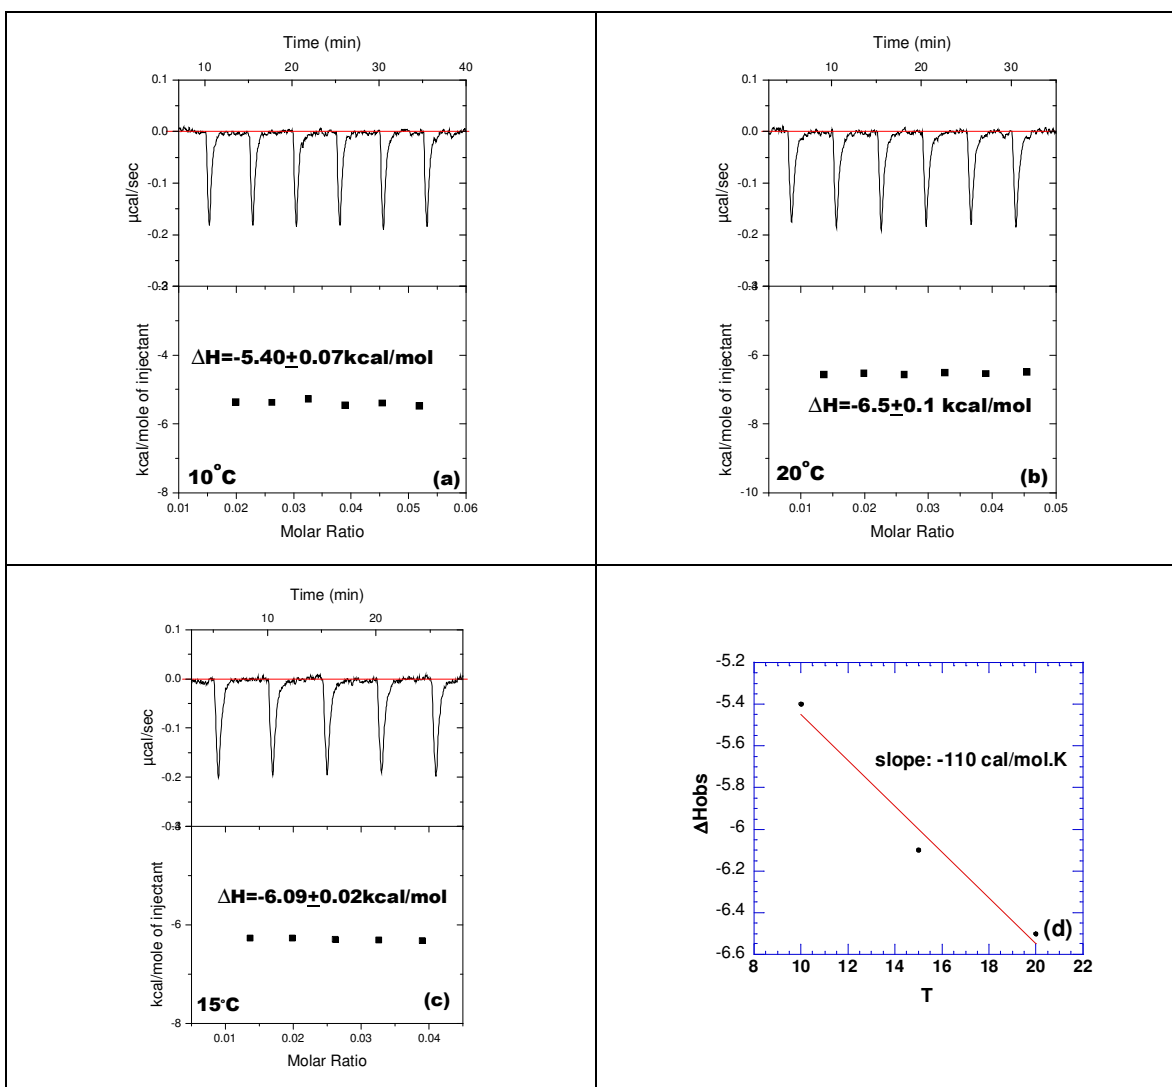 Time (min)
10 20 30 40
0.1
0.0
-0.1
-0.2
µcal/sec
-4
-6
-8
kcal/mole of injectant
ΔH=-5.40+0.07kcal/mol
10°C (a)
0.01 0.02 0.03 0.04 0.05 0.06
Molar Ratio
Time (min)
10 20 30
0.1
0.0
-0.1
-0.2
µcal/sec
-6
-8
-10
kcal/mole of injectant
ΔH=-6.5+0.1 kcal/mol
20°C (b)
0.01 0.02 0.03 0.04 0.05
Molar Ratio
Time (min)
10 20
0.1
0.0
-0.1
-0.2
µcal/sec
-6
-8
kcal/mole of injectant
ΔH=-6.09+0.02kcal/mol
15°C (c)
0.01 0.02 0.03 0.04
Molar Ratio
-5.2
-5.4
-5.6
-5.8
-6
-6.2
-6.4
-6.6
ΔHobs
slope: -110 cal/mol.K
(d)
8 10 12 14 16 18 20 22
T